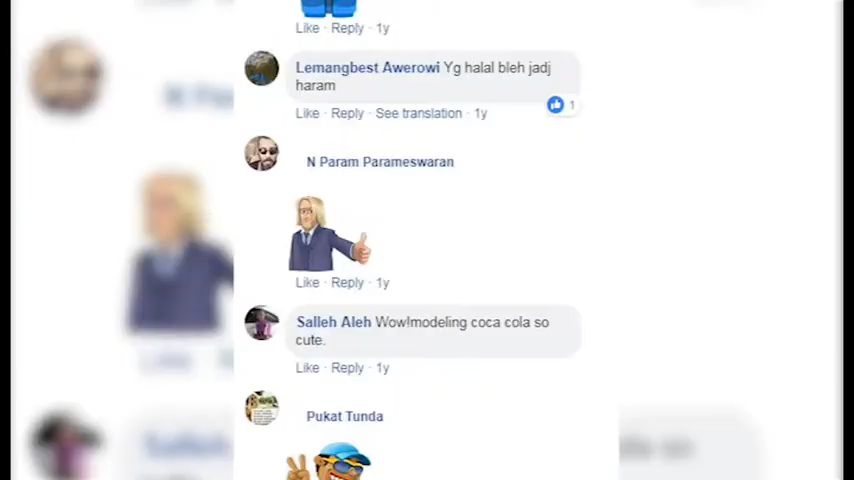 Like · Reply · 1y
Lemangbest Awerowi Yg halal bleh jadj
haram
1
Like · Reply · See translation · 1y
N Param Parameswaran
Like · Reply · 1y
Salleh Aleh Wow!modeling coca cola so
cute.
Like · Reply · 1y
Pukat Tunda